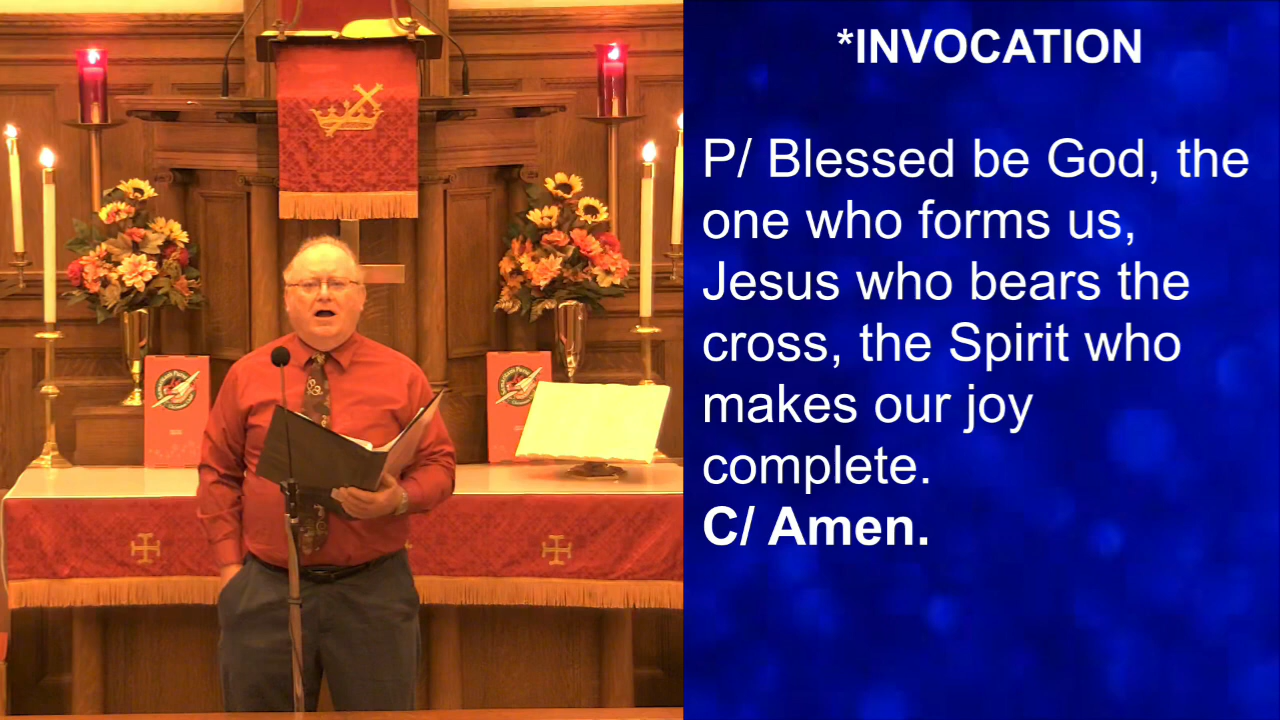 *INVOCATION
P/ Blessed be God, the
one who forms us,
Jesus who bears the
cross, the Spirit who
makes our joy
complete.
C/ Amen.